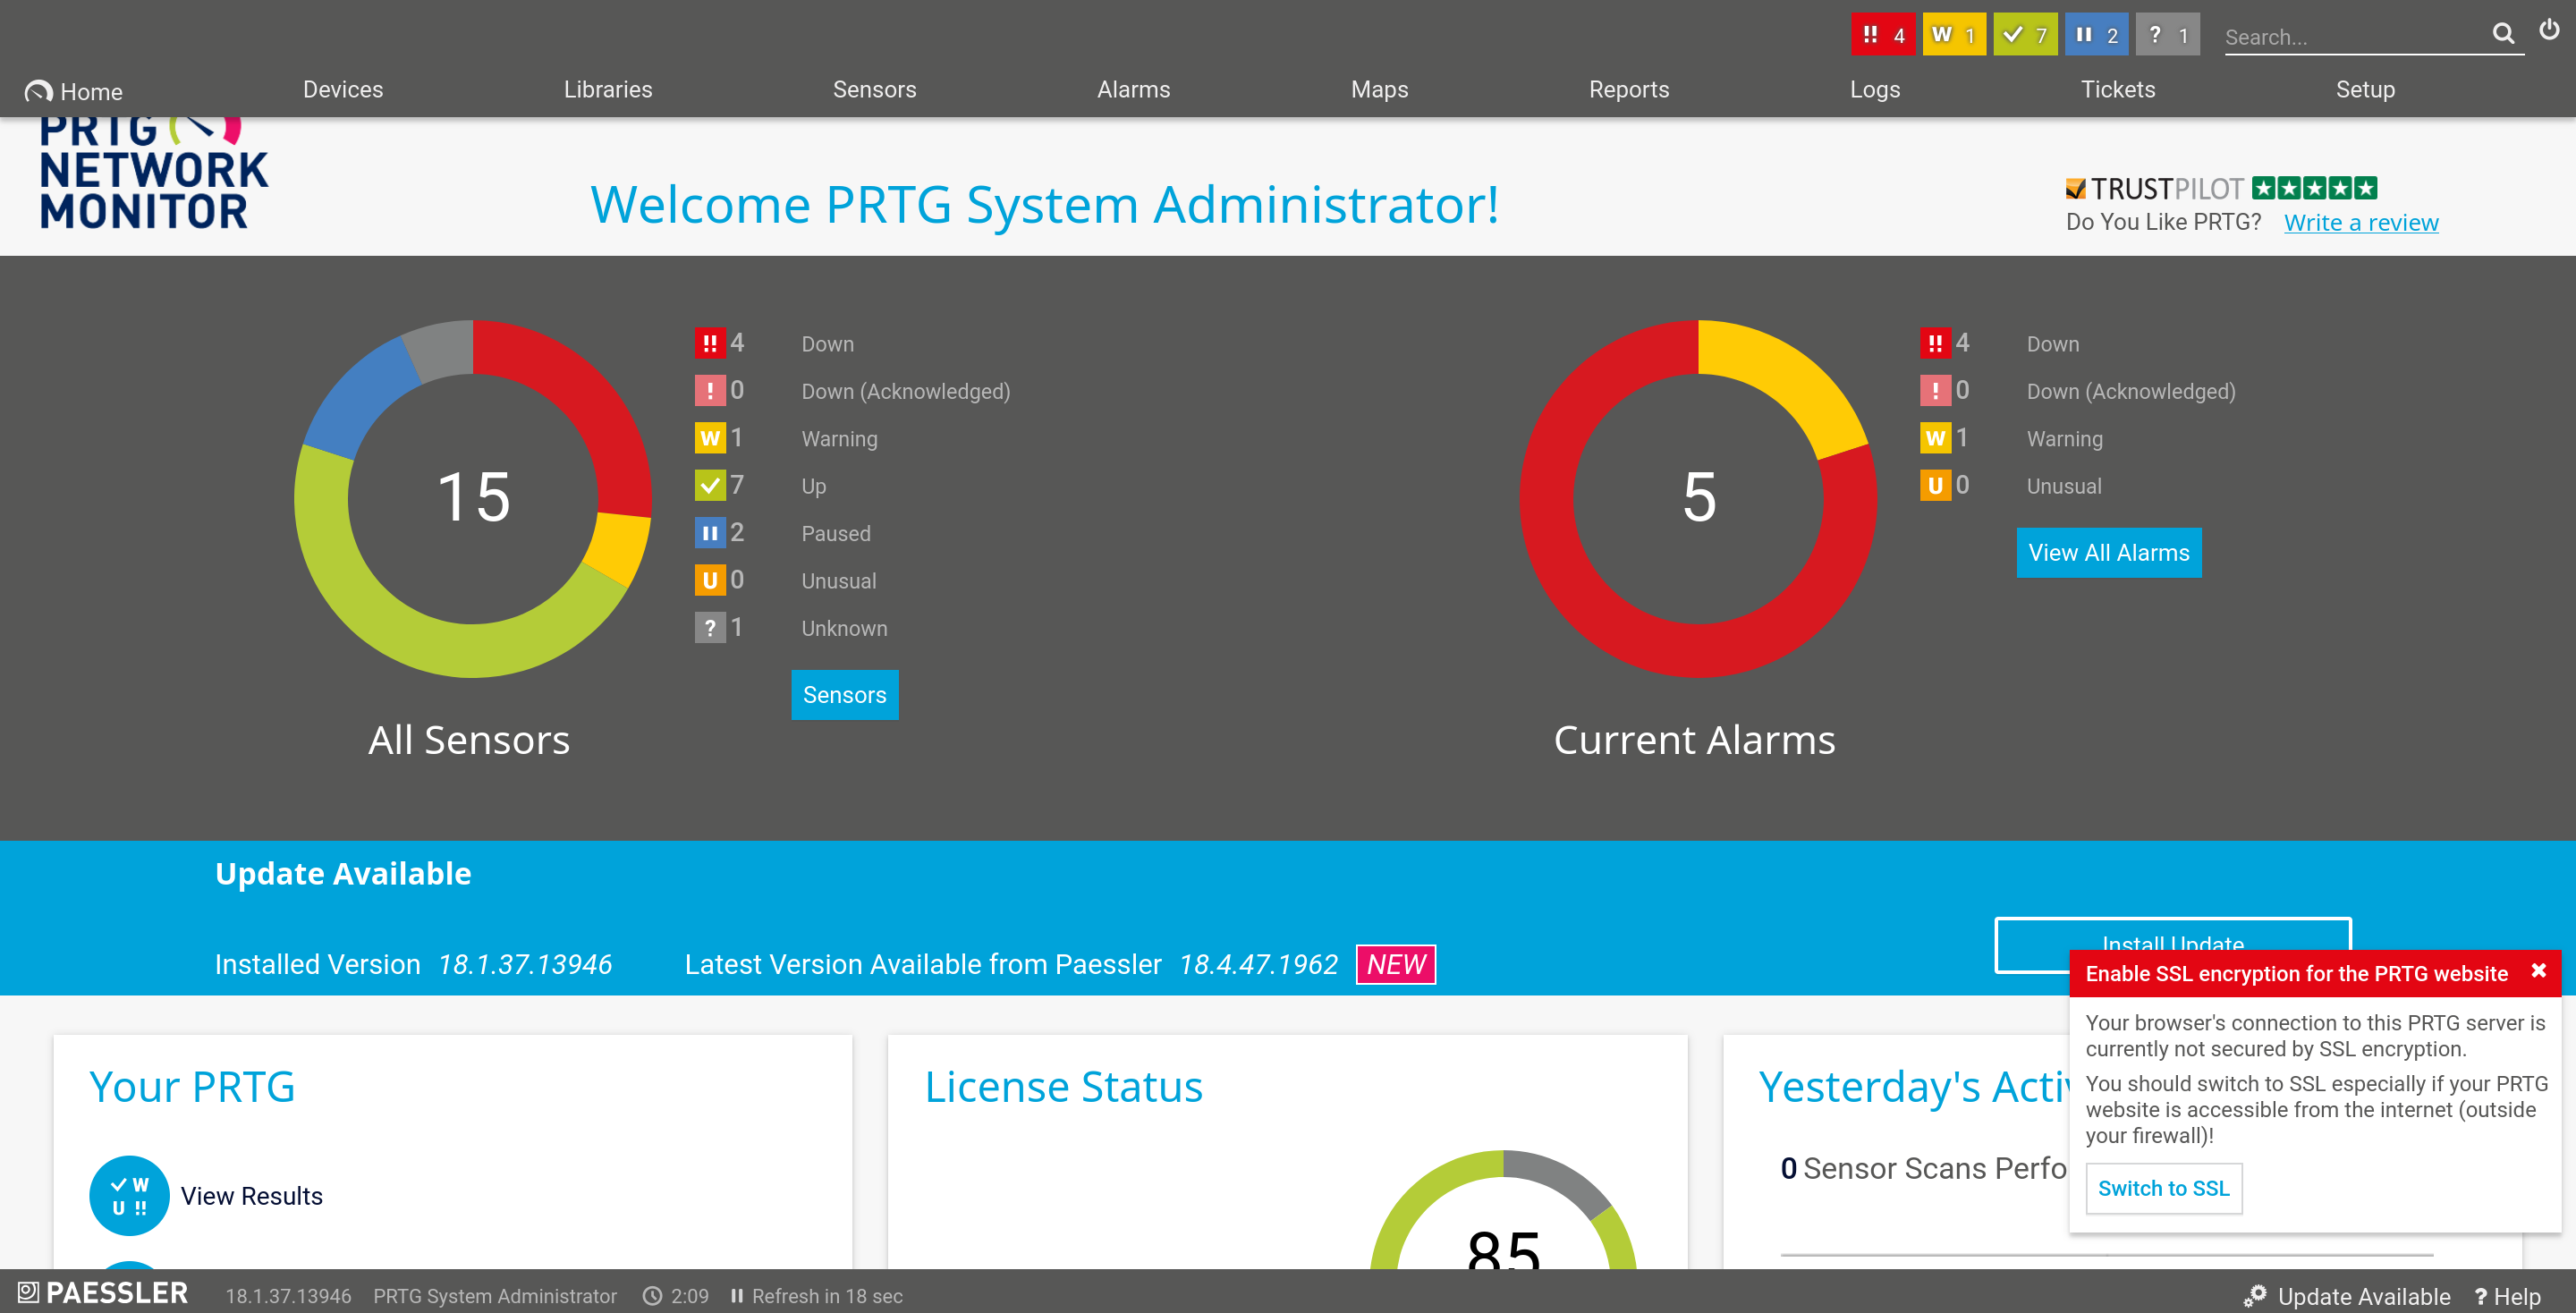 !! 4 W 1 7 2 ? 1 Search...
Home Devices Libraries Sensors Alarms Maps Reports Logs Tickets Setup
PRTG
NETWORK
MONITOR
Welcome PRTG System Administrator!
TRUSTPILOT
Do You Like PRTG? Write a review
15
All Sensors
!! 4 Down
! 0 Down (Acknowledged)
W 1 Warning
7 Up
2 Paused
U 0 Unusual
? 1 Unknown
Sensors
5
Current Alarms
!! 4 Down
! 0 Down (Acknowledged)
W 1 Warning
U 0 Unusual
View All Alarms
Update Available
Installed Version 18.1.37.13946 Latest Version Available from Paessler 18.4.47.1962 NEW
Install Update
Enable SSL encryption for the PRTG website
Your browser's connection to this PRTG server is
currently not secured by SSL encryption.
You should switch to SSL especially if your PRTG
website is accessible from the internet (outside
your firewall)!
Switch to SSL
Your PRTG
W
U !!
View Results
License Status
85
Yesterday's
0 Sensor Scans
PAESSLER 18.1.37.13946 PRTG System Administrator 2:09 Refresh in 18 sec Update Available ? Help